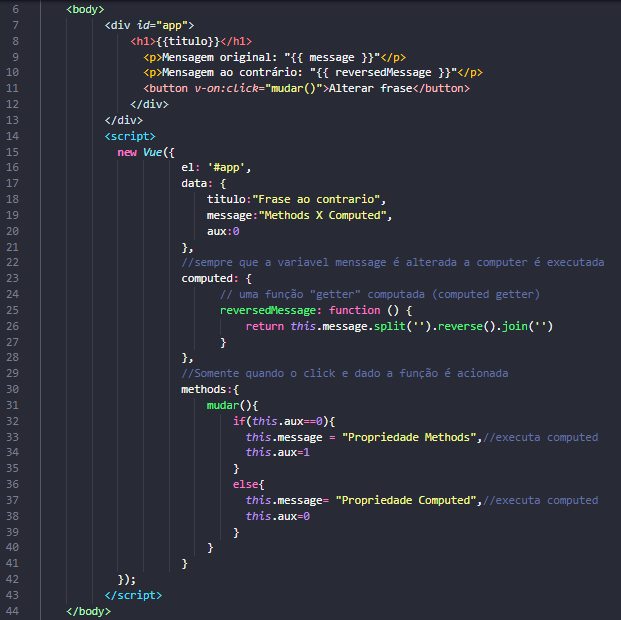 6 <body>
7 <div id="app">
8 <h1>{{titulo}}</h1>
9 <p>Mensagem original: "{{ message }}"</p>
10 <p>Mensagem ao contrário: "{{ reversedMessage }}"</p>
11 <button v-on:click="mudar()">Alterar frase</button>
12 </div>
13 </div>
14 <script>
15 new Vue({
16 el: '#app',
17 data: {
18 titulo:"Frase ao contrario",
19 message:"Methods X Computed",
20 aux:0
21 },
22 //sempre que a variavel menssage é alterada a computer é executada
23 computed: {
24 // uma função "getter" computada (computed getter)
25 reversedMessage: function () {
26 return this.message.split('').reverse().join('')
27 }
28 },
29 //Somente quando o click e dado a função é acionada
30 methods:{
31 mudar(){
32 if(this.aux==0){
33 this.message = "Propriedade Methods",//executa computed
34 this.aux=1
35 }
36 else{
37 this.message= "Propriedade Computed",//executa computed
38 this.aux=0
39 }
40 }
41 }
42 });
43 </script>
44 </body>